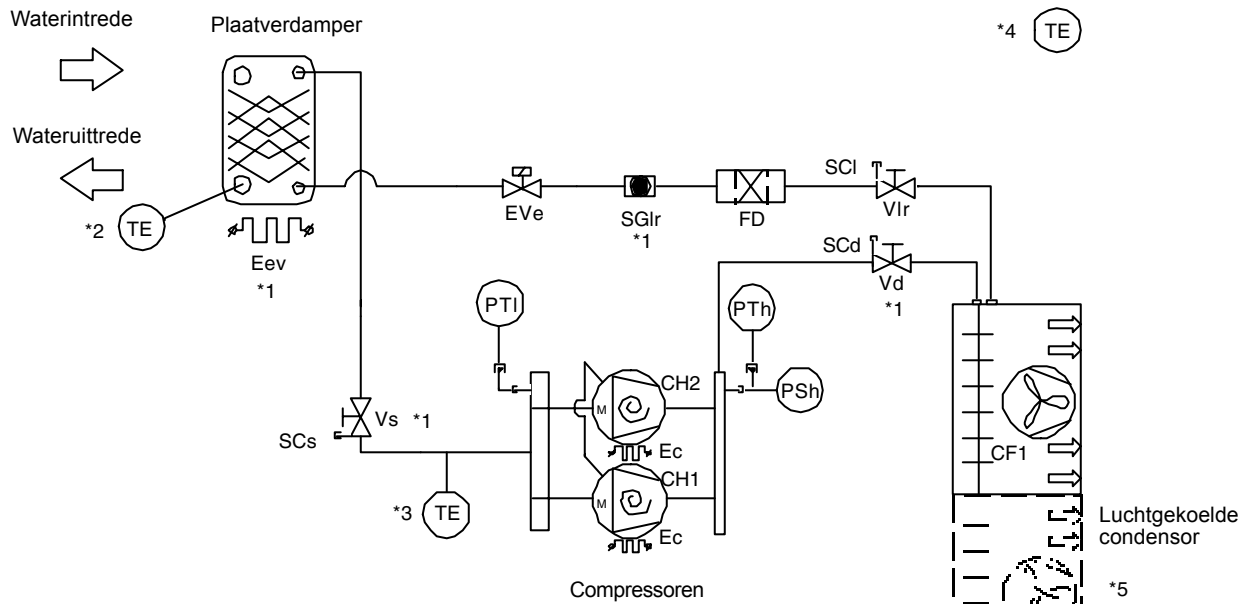 Waterintrede
Plaatverdamper
*4 TE
Wateruittrede
*2 TE
Eev
*1
EVe
SGlr
*1
FD
SCl
Vlr
SCd
Vd
*1
PTl
PTh
PSh
CH2
M
Ec
CH1
M
Ec
Vs *1
SCs
*3 TE
CF1
Luchtgekoelde
condensor
*5
Compressoren